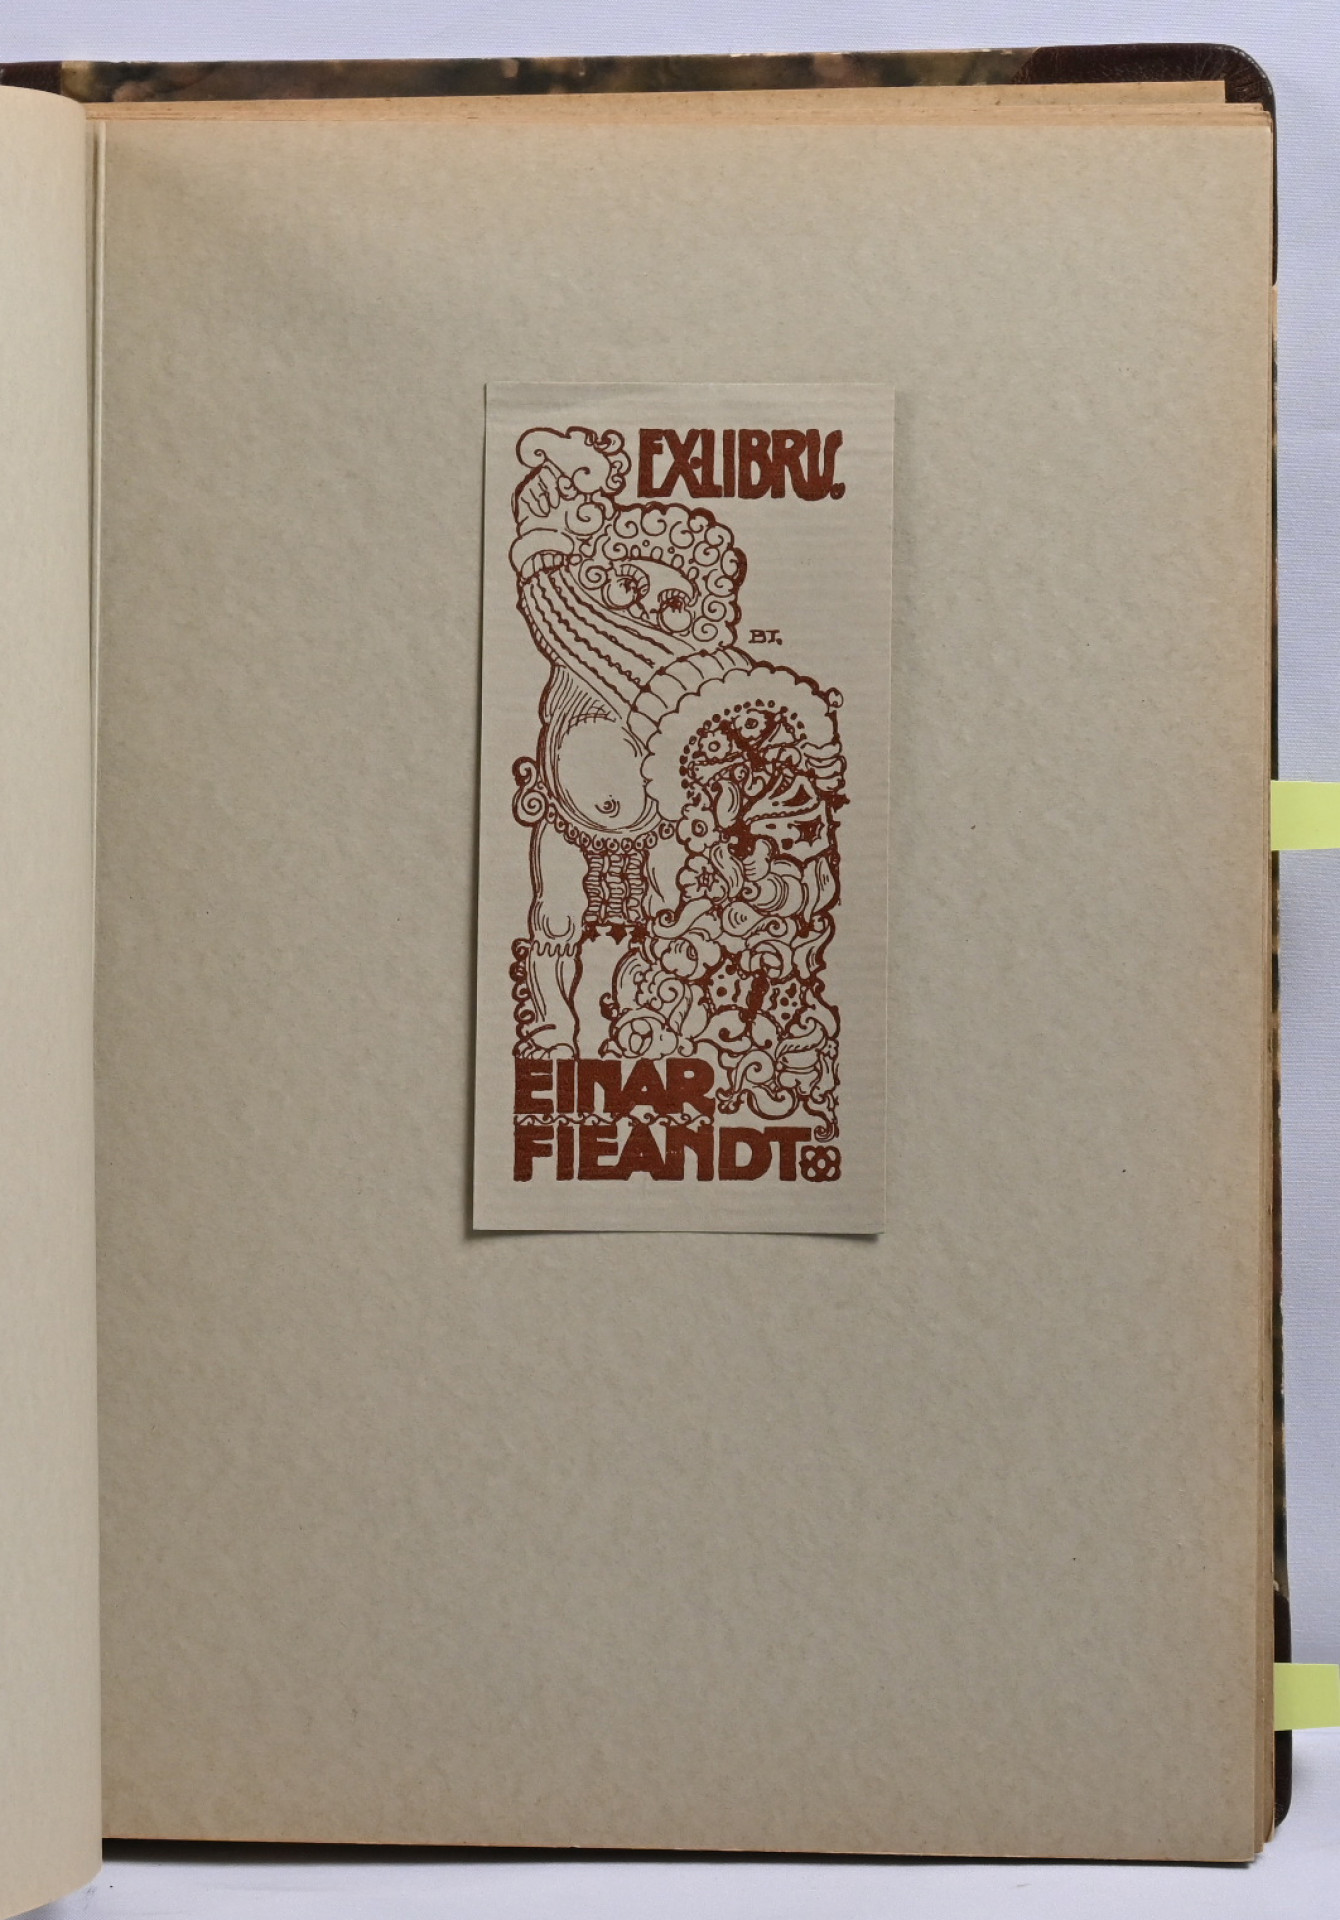 EX·LIBRIS.
BT.
EINAR
FIEANDT